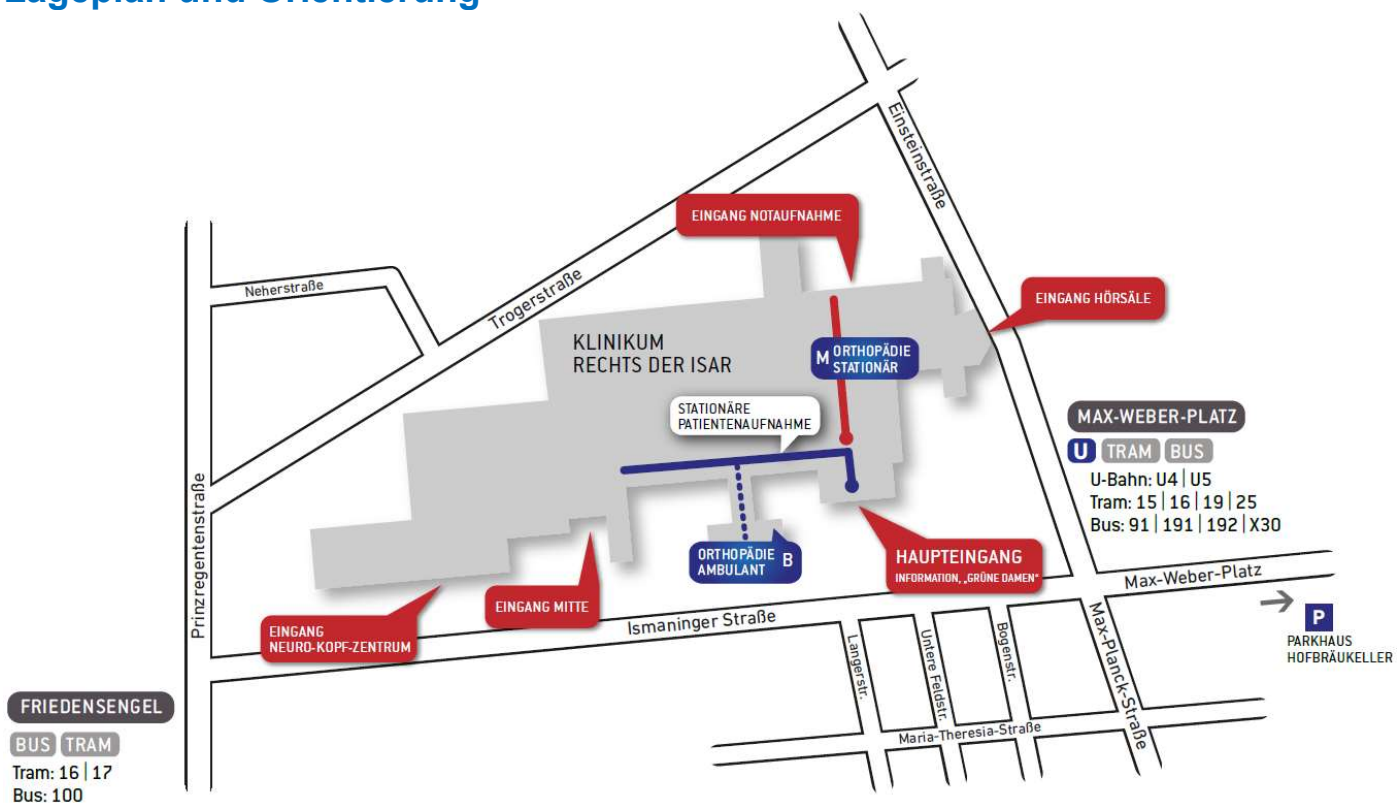 Lageplan und Orientierung
Einsteinstraße
EINGANG NOTAUFNAHME
Neherstraße
Trogerstraße
EINGANG HÖRSÄLE
KLINIKUM
RECHTS DER ISAR
M ORTHOPÄDIE
STATIONÄR
STATIONÄRE
PATIENTENAUFNAHME
MAX-WEBER-PLATZ
U TRAM BUS
U-Bahn: U4 | U5
Tram: 15 | 16 | 19 | 25
Bus: 91 | 191 | 192 | X30
Prinzregentenstraße
ORTHOPÄDIE B
AMBULANT
HAUPTEINGANG
INFORMATION, „GRÜNE DAMEN"
Max-Weber-Platz
EINGANG MITTE
EINGANG
NEURO-KOPF-ZENTRUM
Ismaninger Straße
P
PARKHAUS
HOFBRÄUKELLER
Langerstr.
Untere Feldstr.
Bogenstr.
Max-Planck-Straße
Maria-Theresia-Straße
FRIEDENSENGEL
BUS TRAM
Tram: 16 | 17
Bus: 100